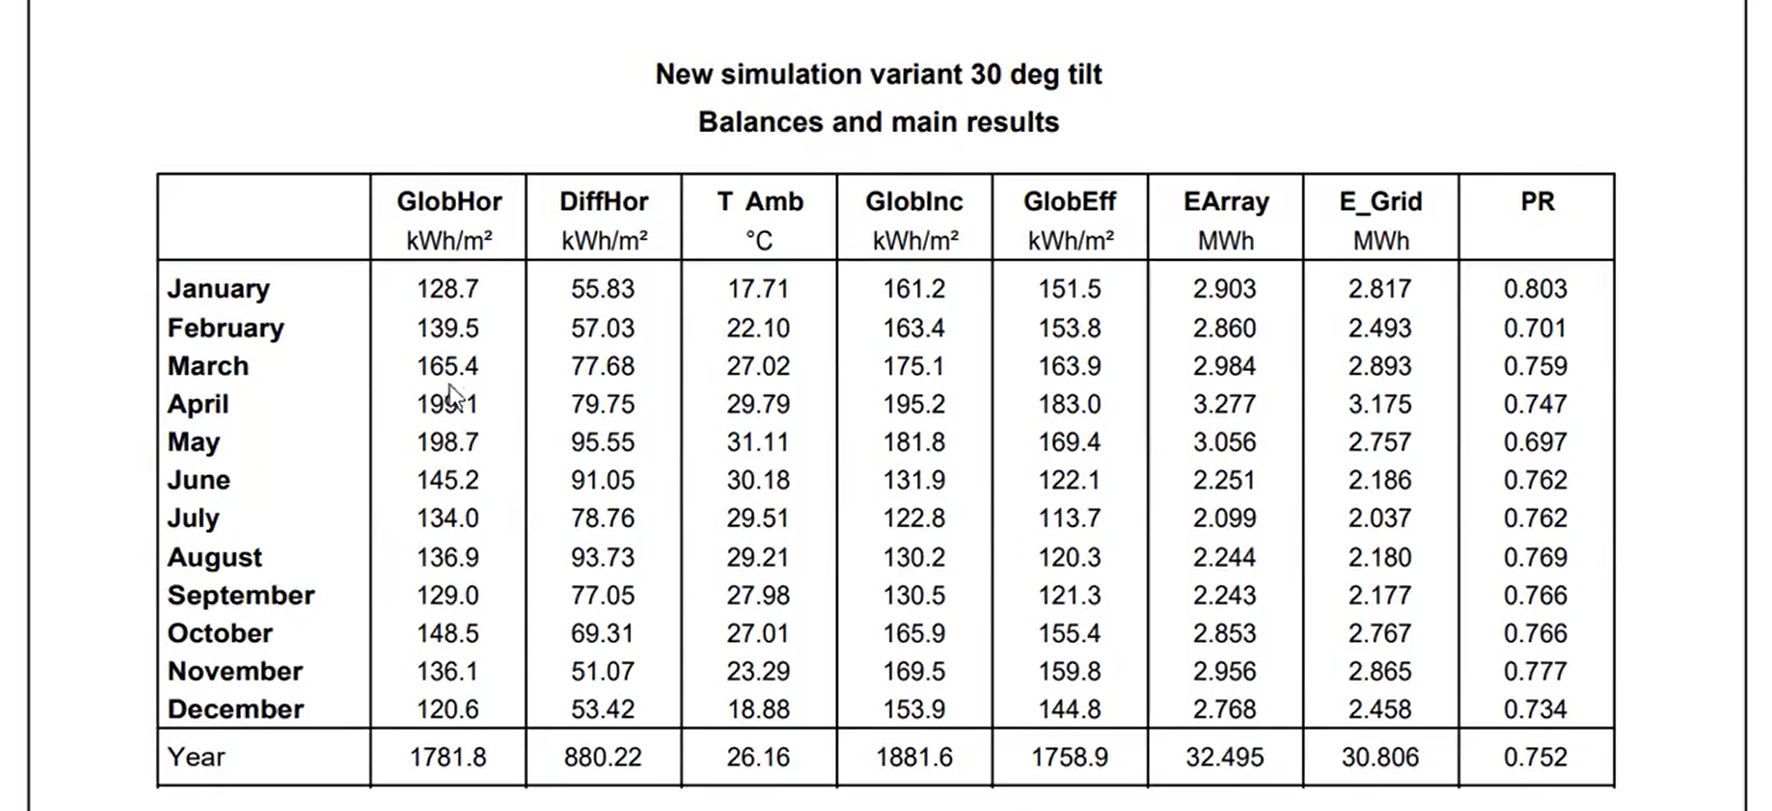 New simulation variant 30 deg tilt
Balances and main results
GlobHor DiffHor T Amb GlobInc GlobEff EArray E_Grid PR
kWh/m² kWh/m² °C kWh/m² kWh/m² MWh MWh
January 128.7 55.83 17.71 161.2 151.5 2.903 2.817 0.803
February 139.5 57.03 22.10 163.4 153.8 2.860 2.493 0.701
March 165.4 77.68 27.02 175.1 163.9 2.984 2.893 0.759
April 199.1 79.75 29.79 195.2 183.0 3.277 3.175 0.747
May 198.7 95.55 31.11 181.8 169.4 3.056 2.757 0.697
June 145.2 91.05 30.18 131.9 122.1 2.251 2.186 0.762
July 134.0 78.76 29.51 122.8 113.7 2.099 2.037 0.762
August 136.9 93.73 29.21 130.2 120.3 2.244 2.180 0.769
September 129.0 77.05 27.98 130.5 121.3 2.243 2.177 0.766
October 148.5 69.31 27.01 165.9 155.4 2.853 2.767 0.766
November 136.1 51.07 23.29 169.5 159.8 2.956 2.865 0.777
December 120.6 53.42 18.88 153.9 144.8 2.768 2.458 0.734
Year 1781.8 880.22 26.16 1881.6 1758.9 32.495 30.806 0.752